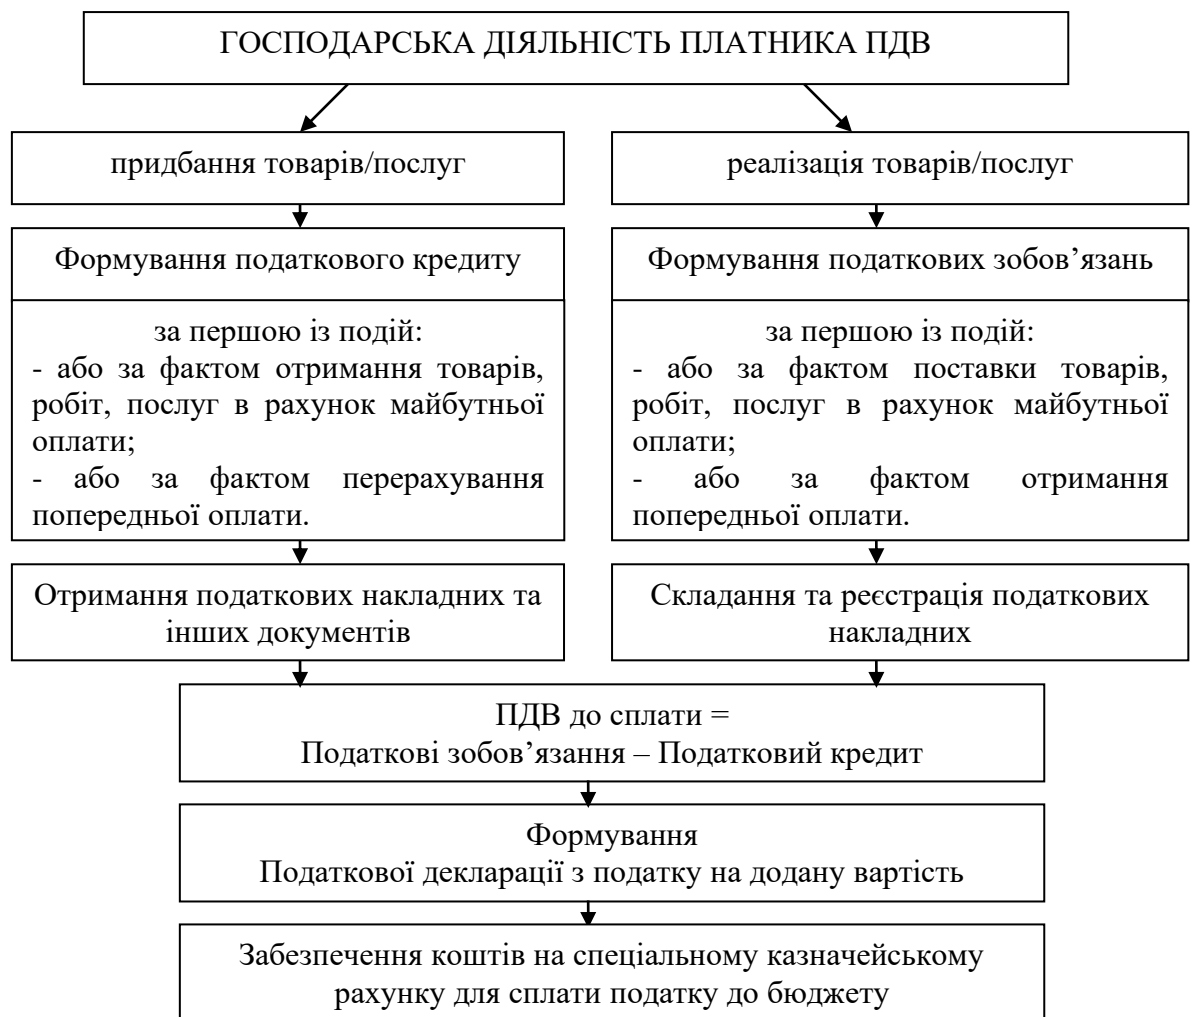 ГОСПОДАРСЬКА ДІЯЛЬНІСТЬ ПЛАТНИКА ПДВ
придбання товарів/послуг
Формування податкового кредиту
за першою із подій:
- або за фактом отримання товарів,
робіт, послуг в рахунок майбутньої
оплати;
- або за фактом перерахування
попередньої оплати.
Отримання податкових накладних та
інших документів
реалізація товарів/послуг
Формування податкових зобов’язань
за першою із подій:
- або за фактом поставки товарів,
робіт, послуг в рахунок майбутньої
оплати;
- або за фактом отримання
попередньої оплати.
Складання та реєстрація податкових
накладних
ПДВ до сплати =
Податкові зобов’язання – Податковий кредит
Формування
Податкової декларації з податку на додану вартість
Забезпечення коштів на спеціальному казначейському
рахунку для сплати податку до бюджету